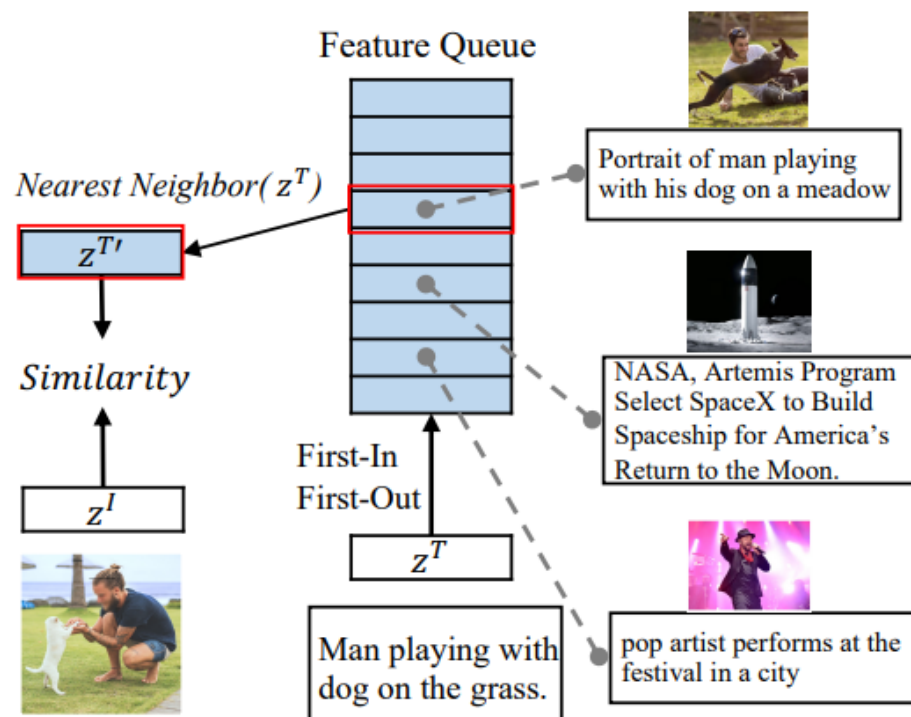 Feature Queue
Nearest Neighbor( z^T)
z^T′
Similarity
z^I
First-In
First-Out
z^T
Man playing with
dog on the grass.
Portrait of man playing
with his dog on a meadow
NASA, Artemis Program
Select SpaceX to Build
Spaceship for America’s
Return to the Moon.
pop artist performs at the
festival in a city